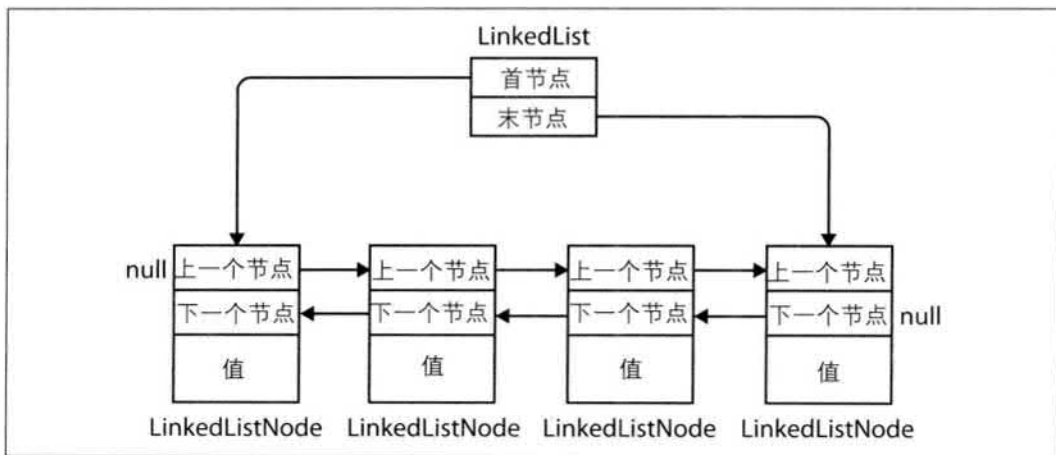 LinkedList
首节点
末节点
null
上一个节点
上一个节点
上一个节点
上一个节点
下一个节点
下一个节点
下一个节点
下一个节点
null
值
值
值
值
LinkedListNode
LinkedListNode
LinkedListNode
LinkedListNode